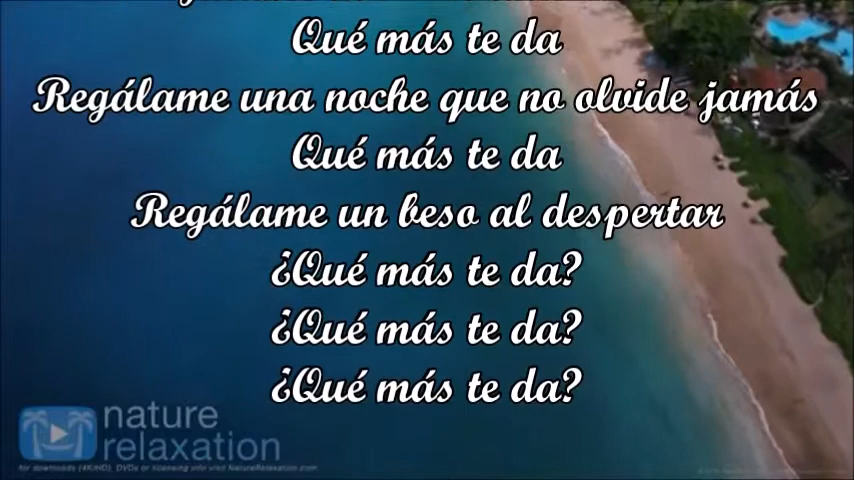 Qué más te da
Regálame una noche que no olvide jamás
Qué más te da
Regálame un beso al despertar
¿Qué más te da?
¿Qué más te da?
¿Qué más te da?
nature
relaxation
for downloads (4K/HD), DVDs or licensing info visit NatureRelaxation.com